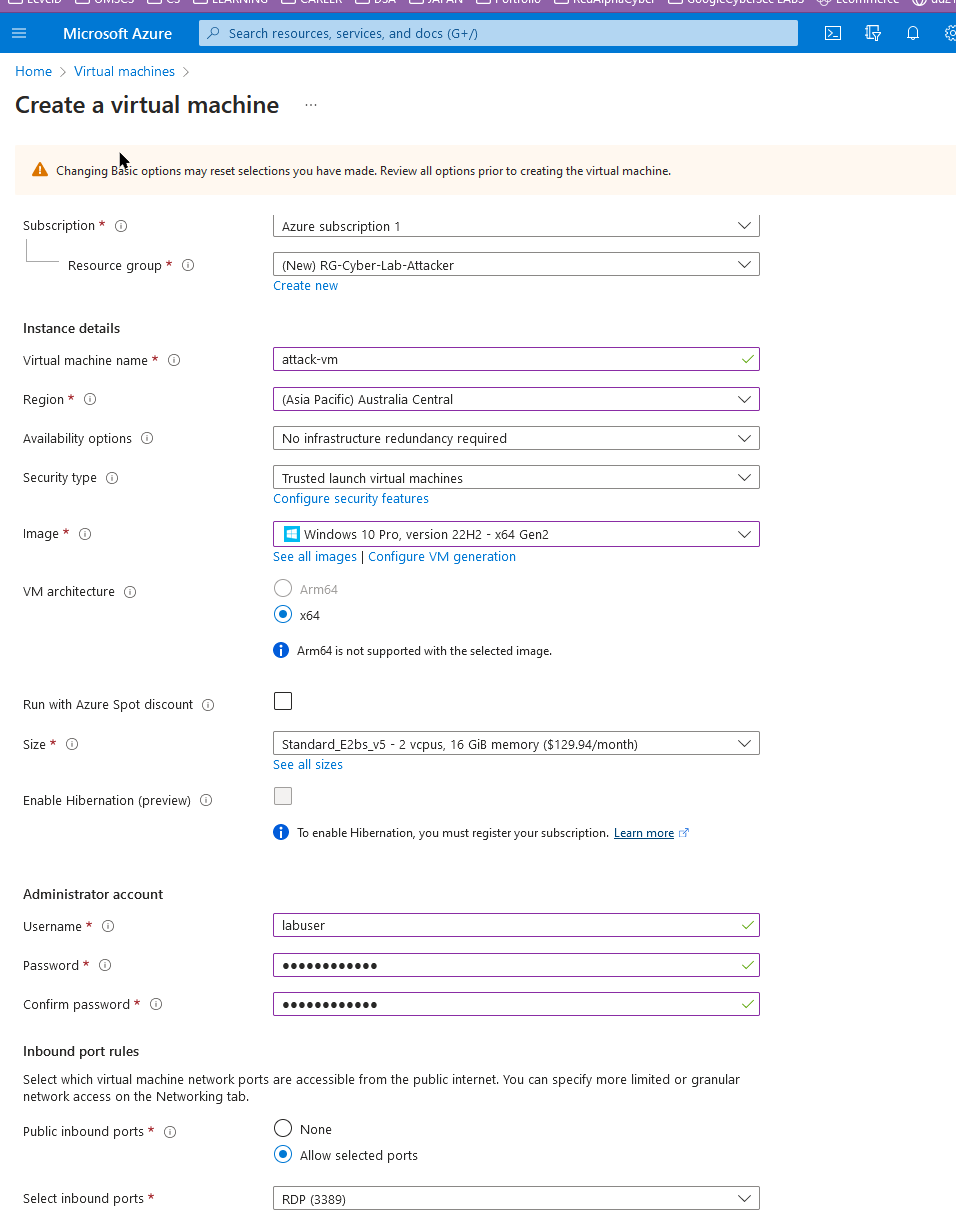 Microsoft Azure
Search resources, services, and docs (G+/)
Home > Virtual machines >
Create a virtual machine ...
Changing Basic options may reset selections you have made. Review all options prior to creating the virtual machine.
Subscription *
Azure subscription 1
Resource group *
(New) RG-Cyber-Lab-Attacker
Create new
Instance details
Virtual machine name *
attack-vm
Region *
(Asia Pacific) Australia Central
Availability options
No infrastructure redundancy required
Security type
Trusted launch virtual machines
Configure security features
Image *
Windows 10 Pro, version 22H2 - x64 Gen2
See all images | Configure VM generation
VM architecture
Arm64
x64
Arm64 is not supported with the selected image.
Run with Azure Spot discount
Size *
Standard_E2bs_v5 - 2 vcpus, 16 GiB memory ($129.94/month)
See all sizes
Enable Hibernation (preview)
To enable Hibernation, you must register your subscription. Learn more
Administrator account
Username *
labuser
Password *
●●●●●●●●●●●●
Confirm password *
●●●●●●●●●●●●
Inbound port rules
Select which virtual machine network ports are accessible from the public internet. You can specify more limited or granular
network access on the Networking tab.
Public inbound ports *
None
Allow selected ports
Select inbound ports *
RDP (3389)